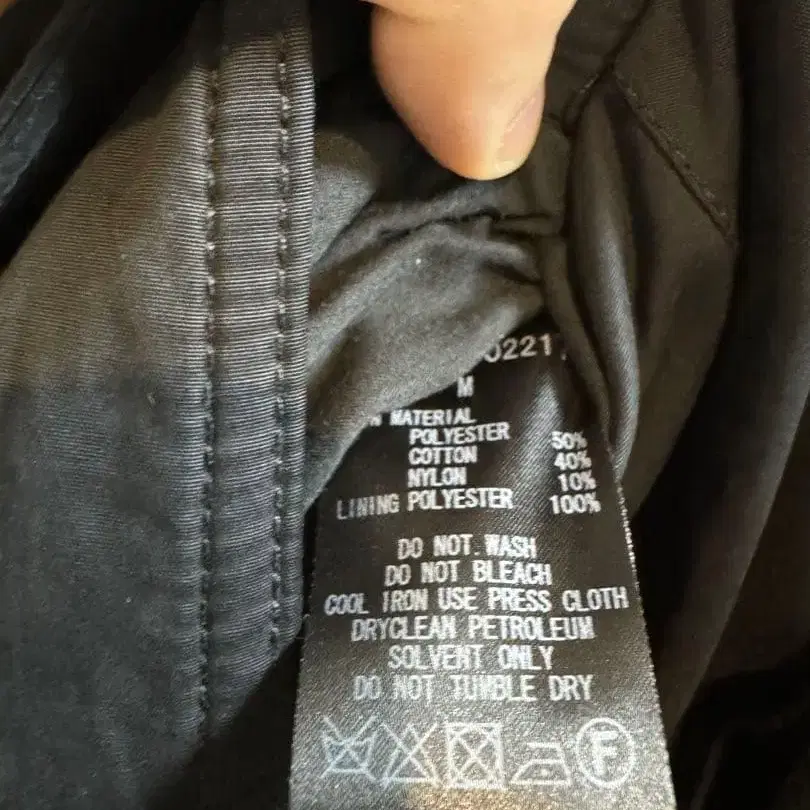 02217
M
MATERIAL
POLYESTER 50%
COTTON 40%
NYLON 10%
LINING POLYESTER 100%
DO NOT WASH
DO NOT BLEACH
COOL IRON USE PRESS CLOTH
DRYCLEAN PETROLEUM
SOLVENT ONLY
DO NOT TUMBLE DRY
F